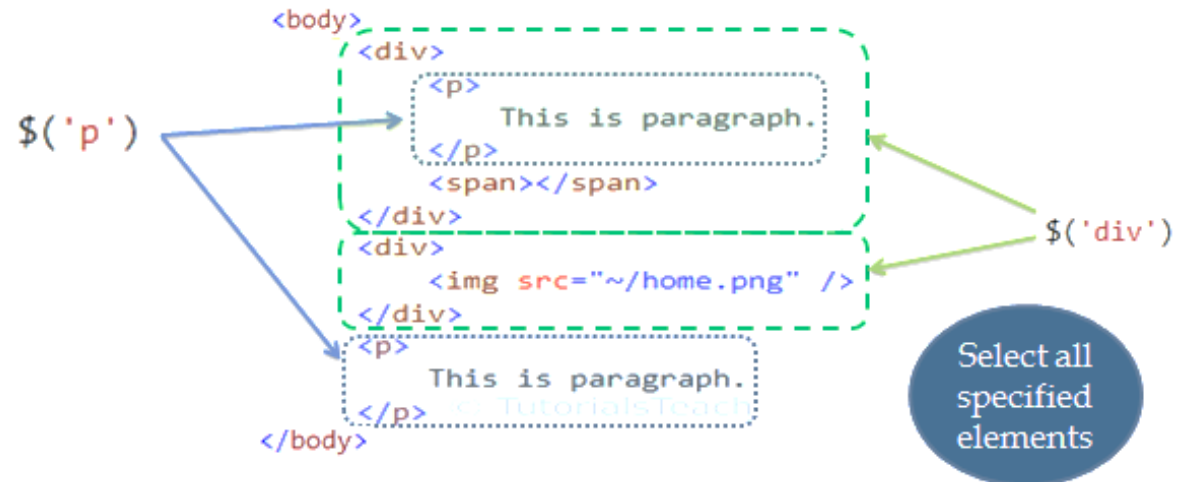 <body>
<div>
<p>
This is paragraph.
</p>
<span></span>
</div>
<div>
<img src="~/home.png" />
</div>
<p>
This is paragraph.
</p>
© TutorialsTeach
</body>
$('p')
$('div')
Select all
specified
elements